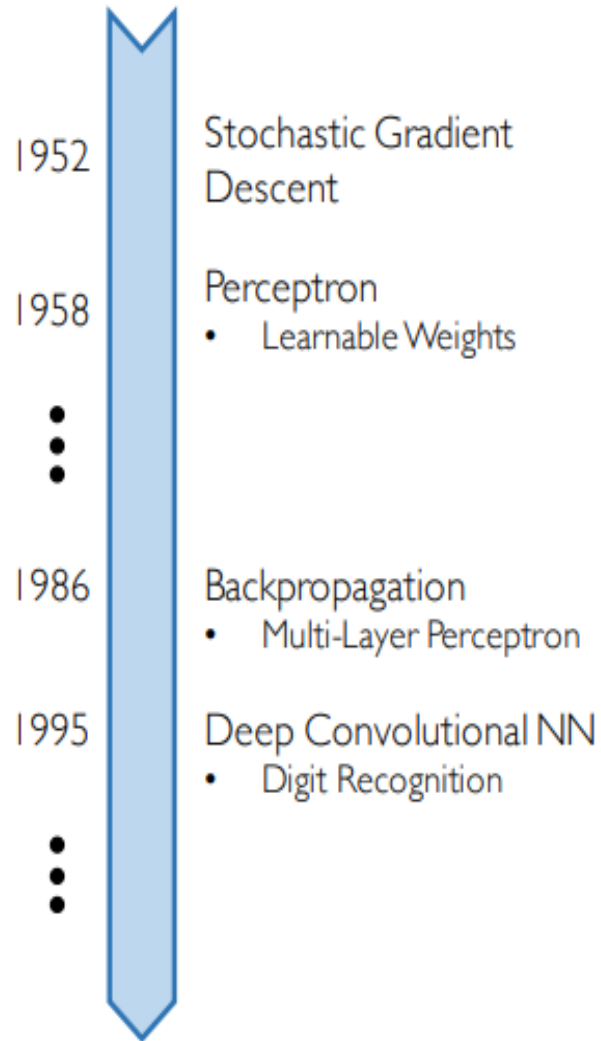 1952
Stochastic Gradient
Descent
1958
Perceptron
• Learnable Weights
1986
Backpropagation
• Multi-Layer Perceptron
1995
Deep Convolutional NN
• Digit Recognition